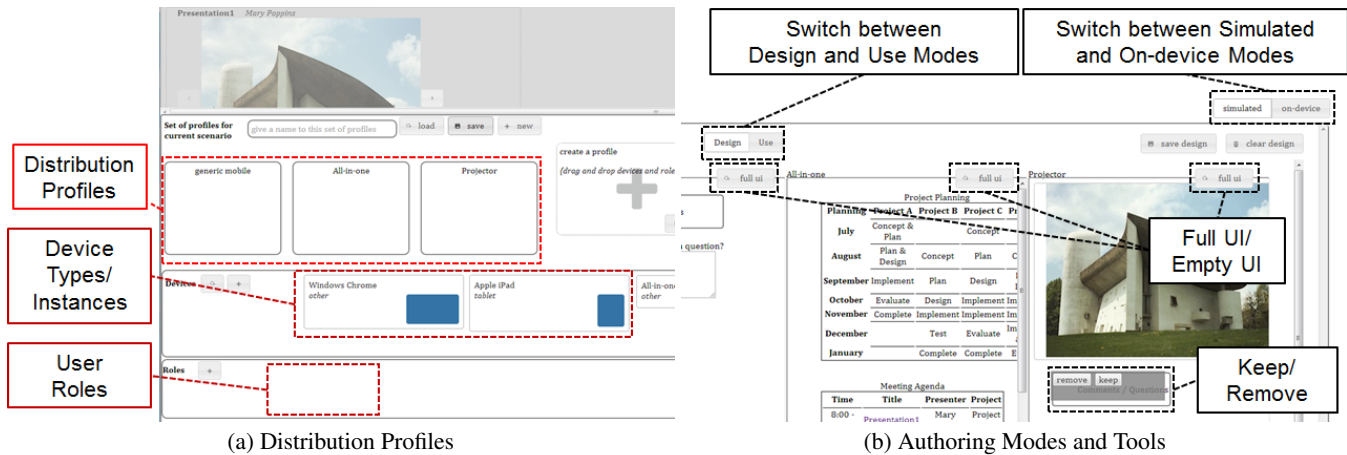 Presentation1 Mary Poppins
Set of profiles for
current scenario
give a name to this set of profiles
load
save
+ new
Distribution
Profiles
generic mobile
All-in-one
Projector
create a profile
(drag and drop devices and role
Device
Types/
Instances
Devices
+
Windows Chrome
other
Apple iPad
tablet
All-in-on
other
User
Roles
Roles
+
(a) Distribution Profiles
Switch between
Design and Use Modes
Switch between Simulated
and On-device Modes
simulated on-device
Design Use
save design
clear design
full ui
All-in-one
full ui
Projector
full ui
s
n question?
Project Planning
Planning Project A Project B Project C P
July Concept & Plan Concept
August Plan & Design Concept Plan C
September Implement Plan Design
October Evaluate Design Implement Im
November Complete Implement Implement Im
December Test Evaluate Im
January Complete Complete E
Meeting Agenda
Time Title Presenter Project
8:00 - Presentation1 Mary Project
Full UI/
Empty UI
remove keep
Comments / Questions
Keep/
Remove
(b) Authoring Modes and Tools